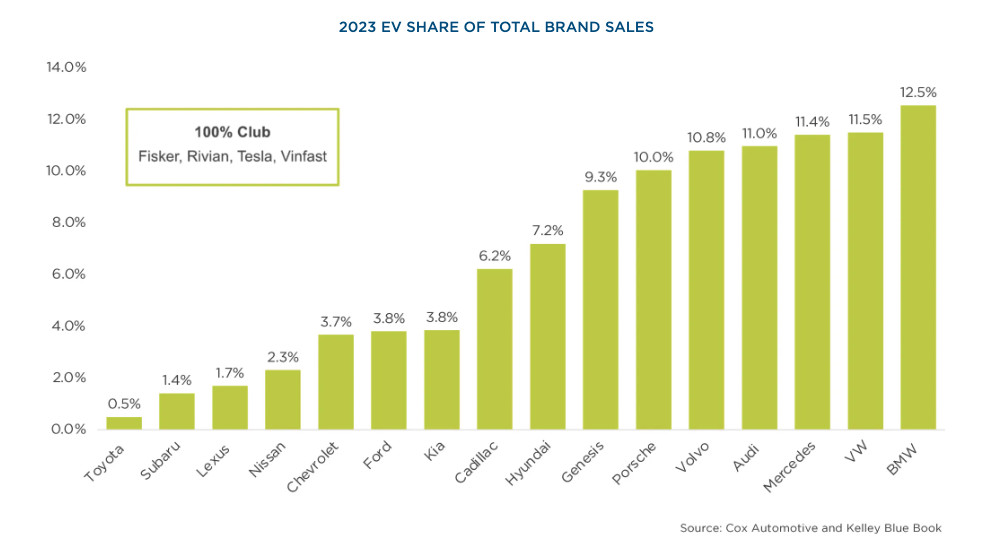 2023 EV SHARE OF TOTAL BRAND SALES
14.0%
12.0%
10.0%
8.0%
6.0%
4.0%
2.0%
0.0%
100% Club
Fisker, Rivian, Tesla, Vinfast
0.5%
1.4%
1.7%
2.3%
3.7%
3.8%
3.8%
6.2%
7.2%
9.3%
10.0%
10.8%
11.0%
11.4%
11.5%
12.5%
Toyota
Subaru
Lexus
Nissan
Chevrolet
Ford
Kia
Cadillac
Hyundai
Genesis
Porsche
Volvo
Audi
Mercedes
VW
BMW
Source: Cox Automotive and Kelley Blue Book